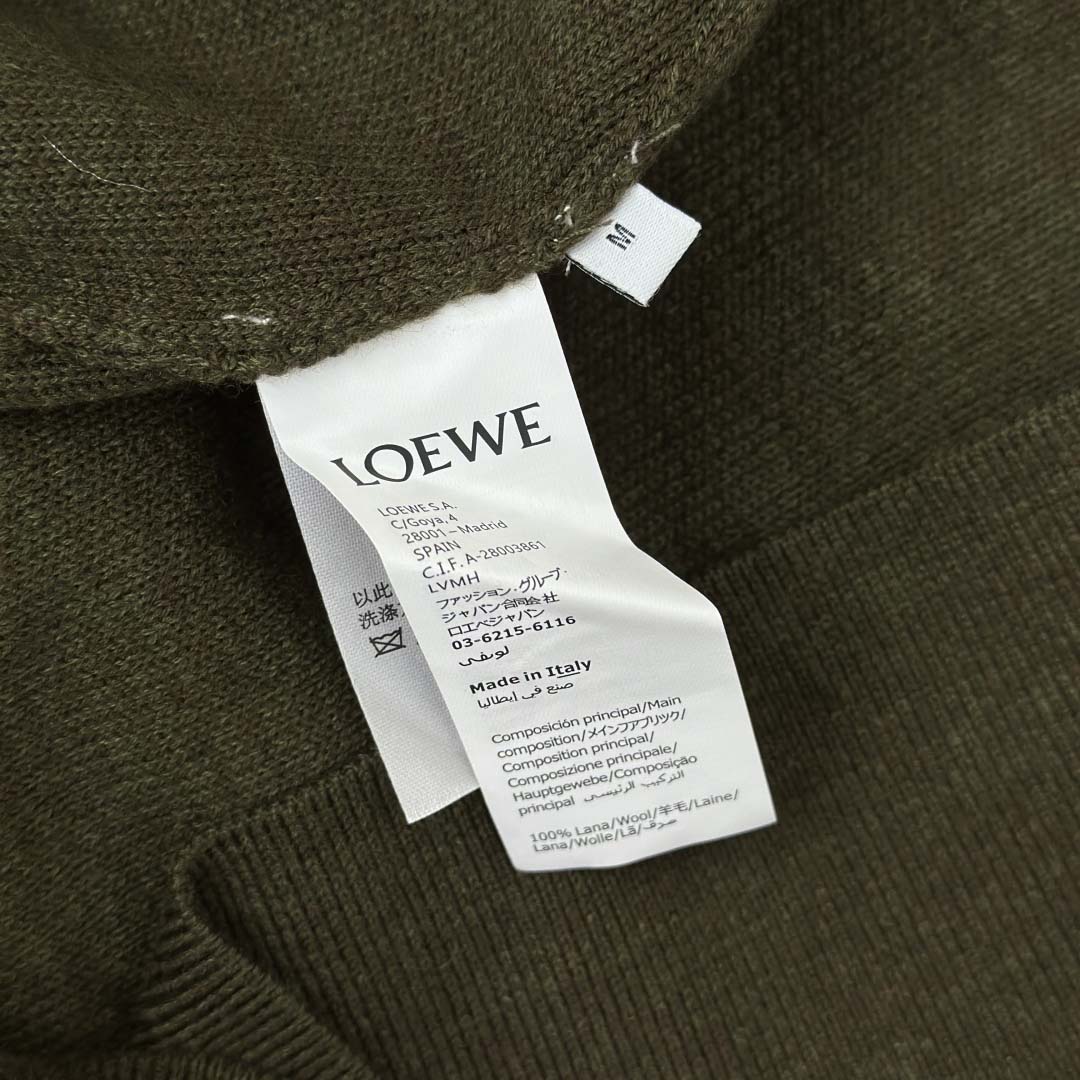 M
LOEWE
LOEWE S.A.
C/Goya, 4
28001-Madrid
SPAIN
C.I.F. A-28003861
LVMH
ファッション・グループ・
ジャパン合同会社
ロエベジャパン
03-6215-6116
لويفي
Made in Italy
صنع في إيطاليا
Composición principal/Main
composition/メインファブリック/
Composition principal/
Composizione principale/
Hauptgewebe/Composição
principal التركيب الرئيسي
100% Lana/Wool/羊毛/Laine/
Lana/Wolle/Lã/صوف
以此
洗涤